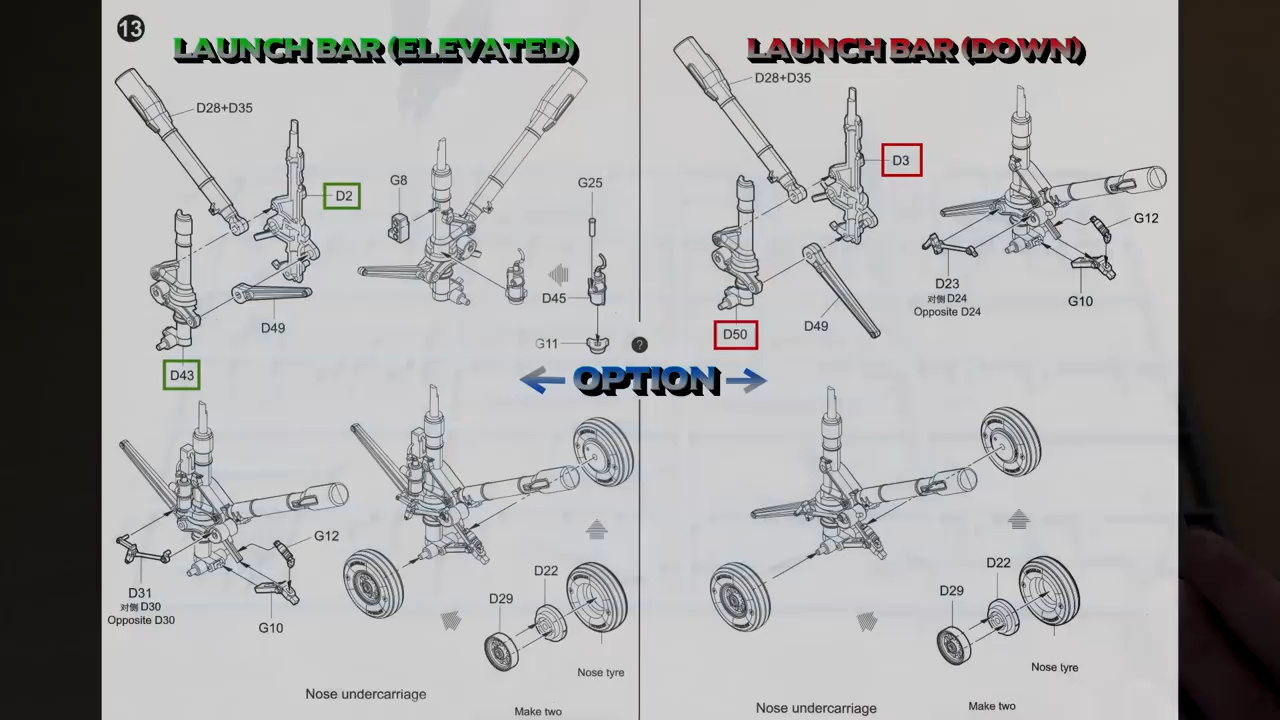 13
LAUNCH BAR (ELEVATED)
D28+D35
D2
G8
G25
D45
G11
D49
D43
D31
对侧 D30
Opposite D30
G12
G10
D22
D29
Nose tyre
Nose undercarriage
Make two
?
← OPTION →
LAUNCH BAR (DOWN)
D28+D35
D3
D50
D49
D23
对侧 D24
Opposite D24
G12
G10
D22
D29
Nose tyre
Nose undercarriage
Make two